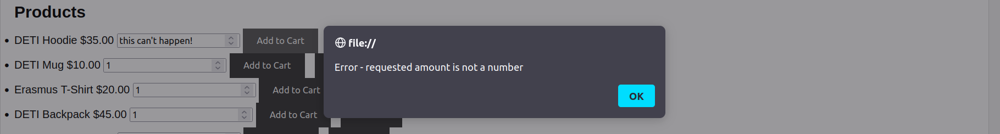 Products
DETI Hoodie $35.00 this can't happen! Add to Cart
DETI Mug $10.00 1 Add to Cart
Erasmus T-Shirt $20.00 1 Add to Cart
DETI Backpack $45.00 1 Add to Cart
file://
Error - requested amount is not a number
OK